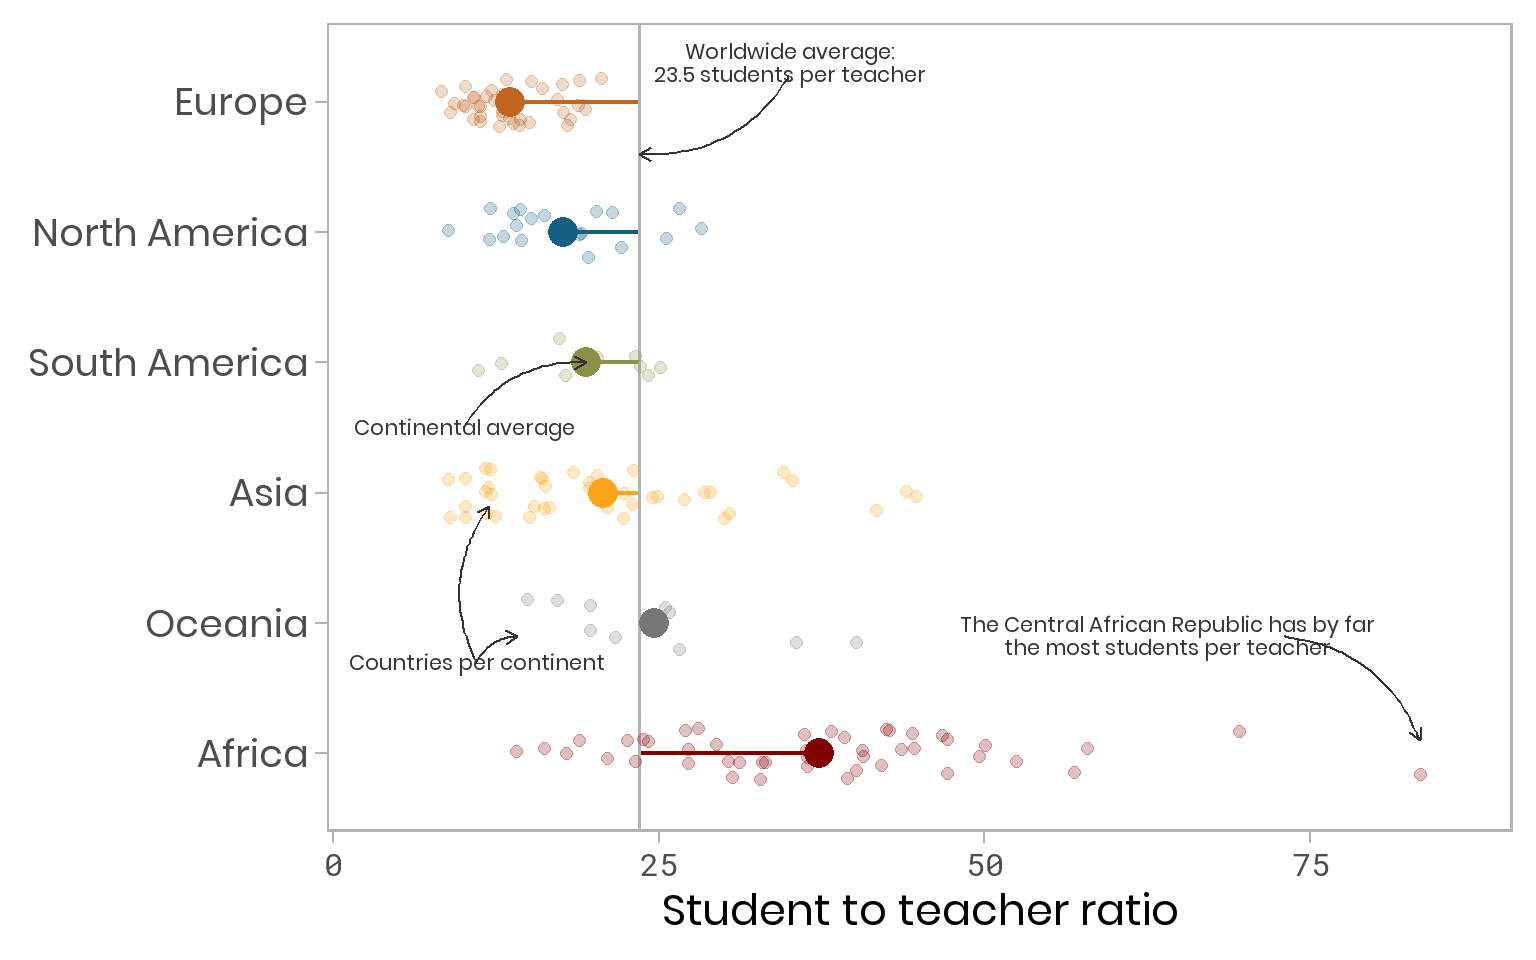 Worldwide average:
23.5 students per teacher
Europe
North America
South America
Continental average
Asia
Oceania
The Central African Republic has by far
the most students per teacher
Countries per continent
Africa
0 25 50 75
Student to teacher ratio